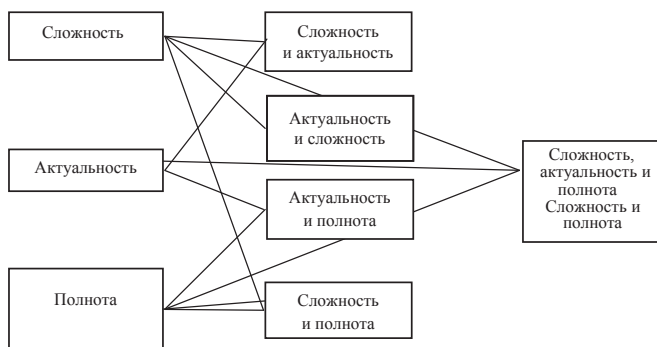 Сложность
Актуальность
Полнота
Сложность
и актуальность
Актуальность
и сложность
Актуальность
и полнота
Сложность
и полнота
Сложность,
актуальность и
полнота
Сложность и
полнота